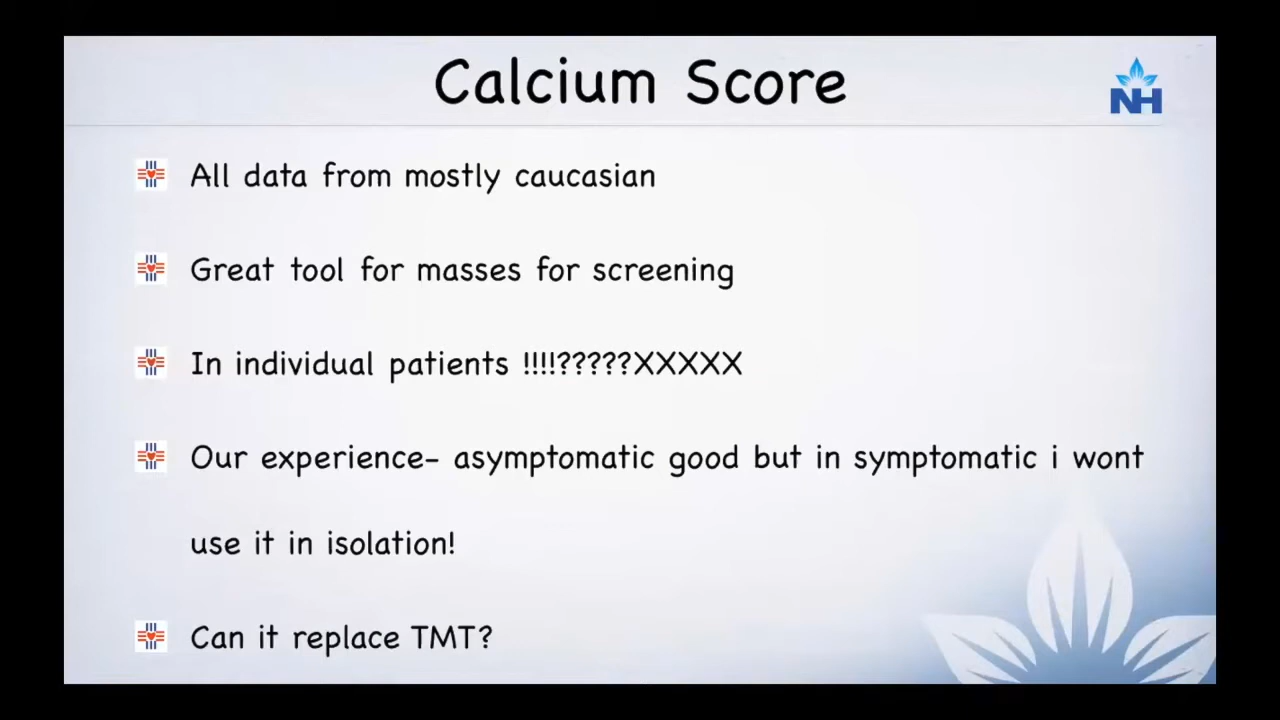 Calcium Score
NH
All data from mostly caucasian
Great tool for masses for screening
In individual patients !!!!?????XXXXX
Our experience- asymptomatic good but in symptomatic i wont
use it in isolation!
Can it replace TMT?